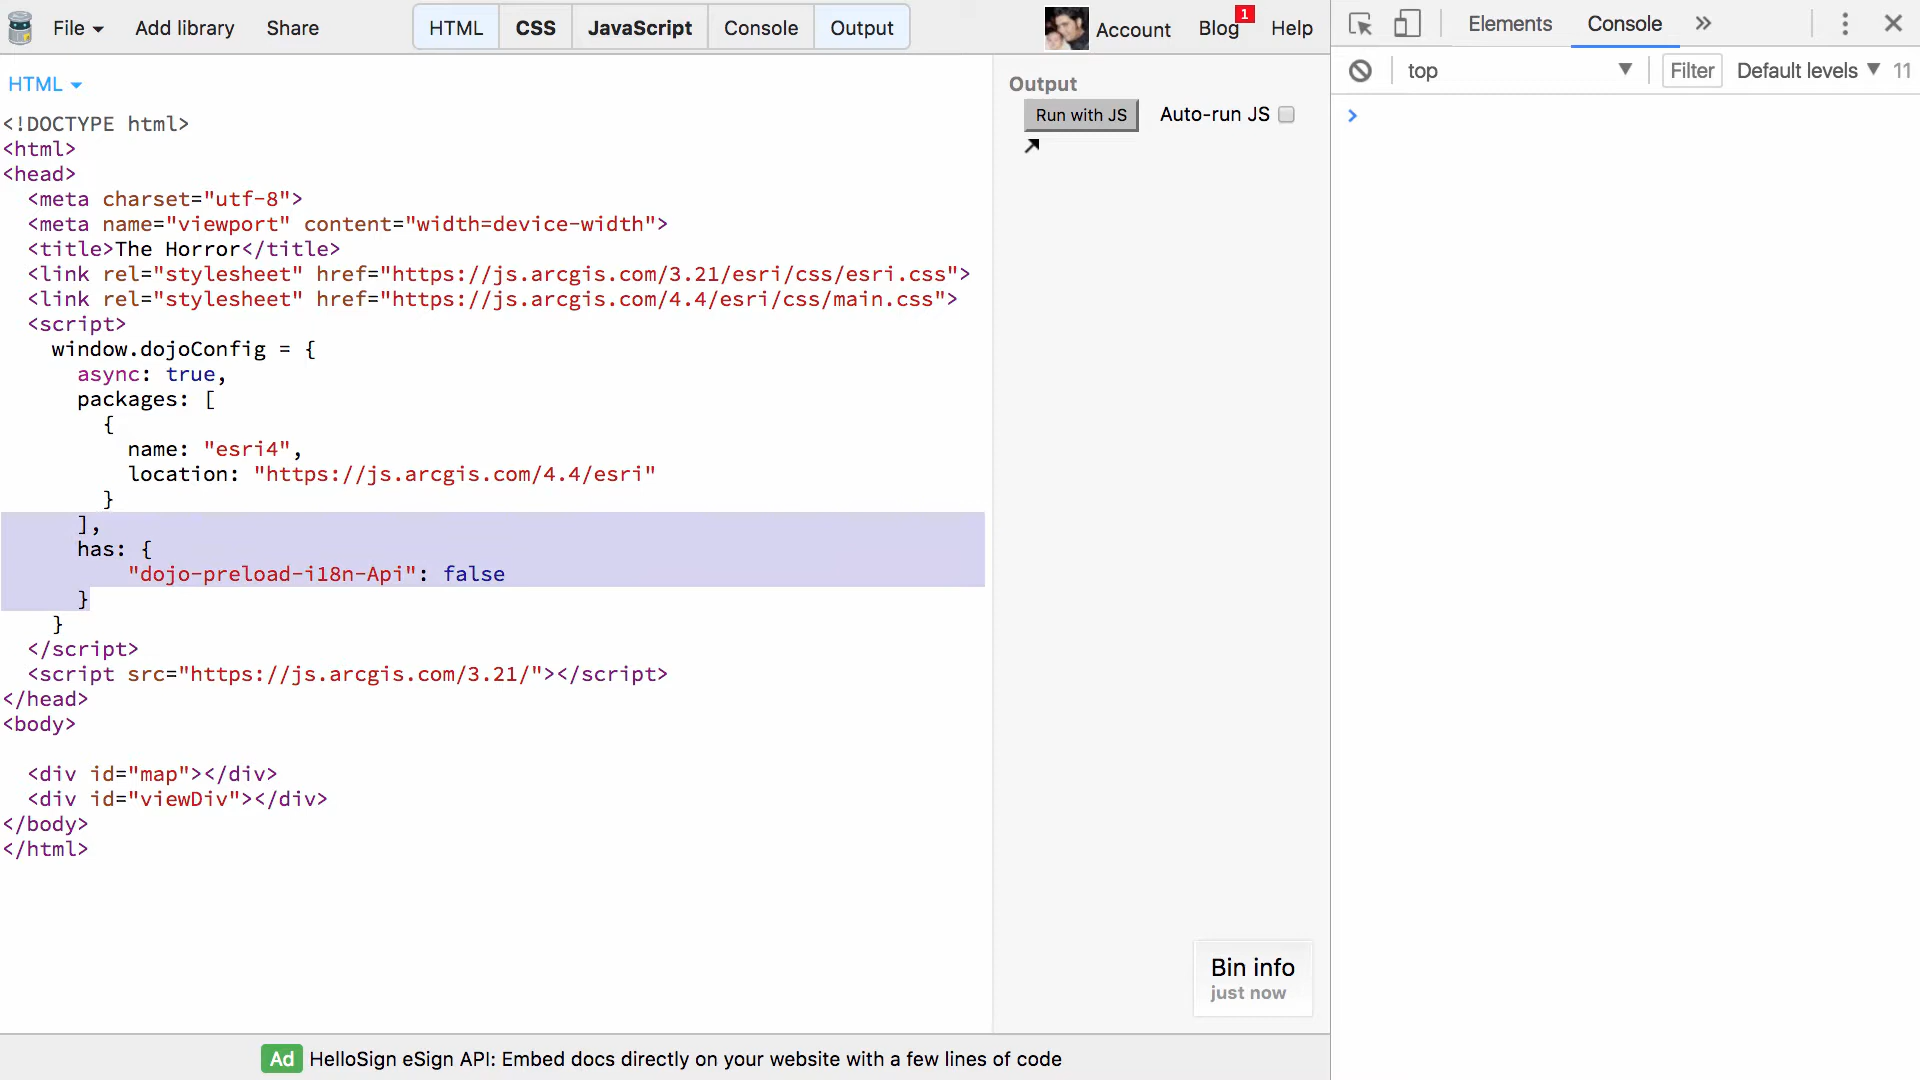 File Add library Share HTML CSS JavaScript Console Output Account Blog 1 Help
Elements Console
top Filter Default levels 11
HTML
Output
Run with JS Auto-run JS
<!DOCTYPE html>
<html>
<head>
<meta charset="utf-8">
<meta name="viewport" content="width=device-width">
<title>The Horror</title>
<link rel="stylesheet" href="https://js.arcgis.com/3.21/esri/css/esri.css">
<link rel="stylesheet" href="https://js.arcgis.com/4.4/esri/css/main.css">
<script>
window.dojoConfig = {
async: true,
packages: [
{
name: "esri4",
location: "https://js.arcgis.com/4.4/esri"
}
],
has: {
"dojo-preload-i18n-Api": false
}
}
</script>
<script src="https://js.arcgis.com/3.21/"></script>
</head>
<body>
<div id="map"></div>
<div id="viewDiv"></div>
</body>
</html>
Bin info
just now
Ad HelloSign eSign API: Embed docs directly on your website with a few lines of code